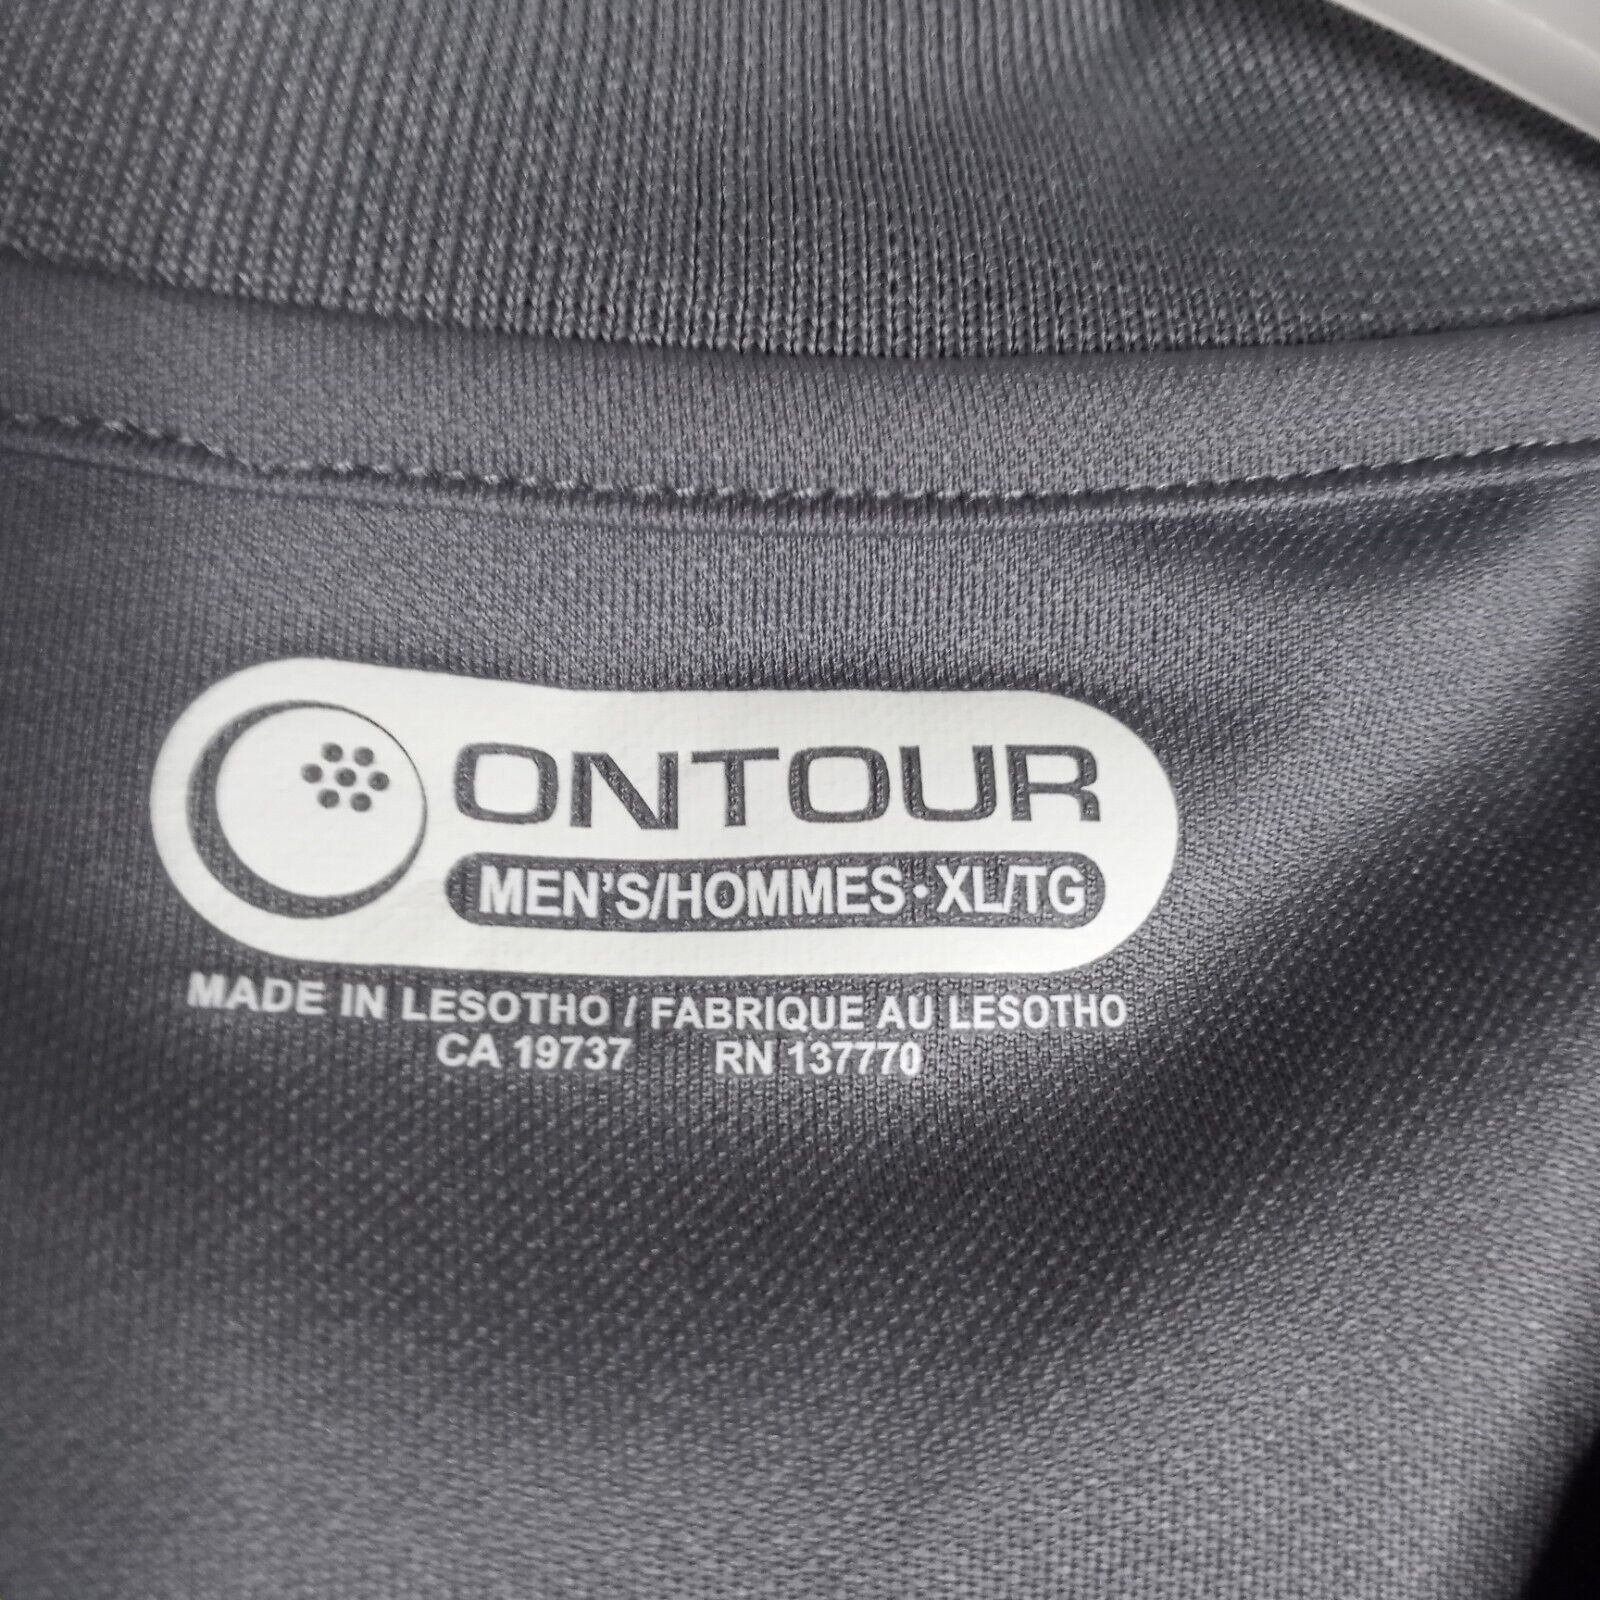 ONTOUR
MEN'S/HOMMES · XL/TG
MADE IN LESOTHO / FABRIQUE AU LESOTHO
CA 19737 RN 137770